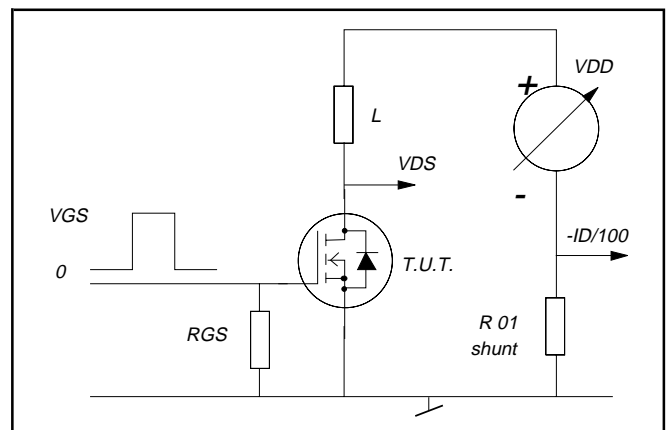 +
VDD
L
VDS
-
VGS
-ID/100
0
T.U.T.
RGS
R 01
shunt